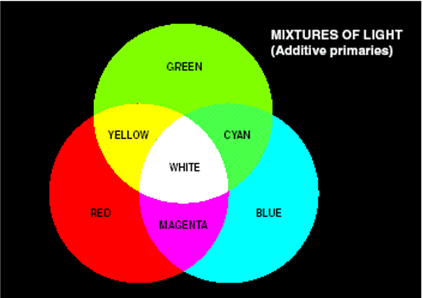 MIXTURES OF LIGHT
(Additive primaries)
GREEN
YELLOW
CYAN
WHITE
RED
MAGENTA
BLUE